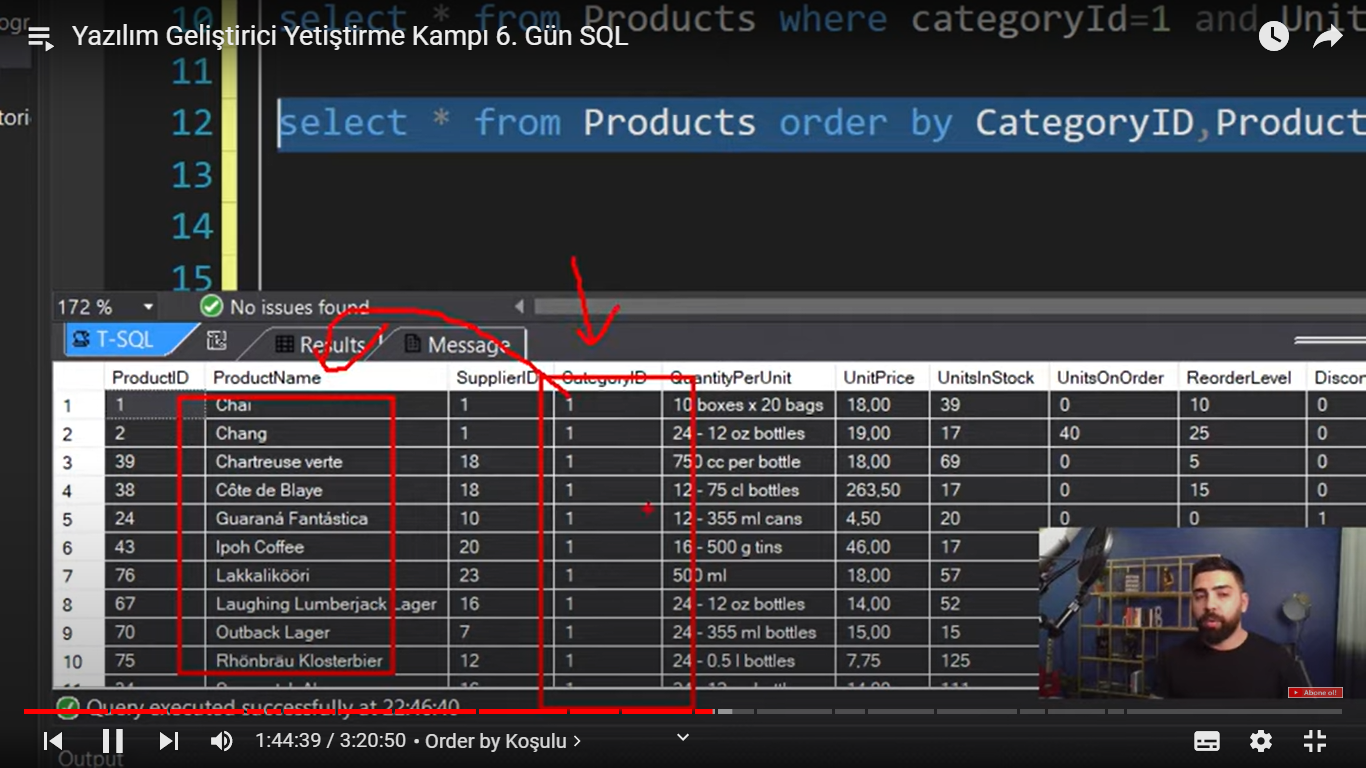 10 select * from Products where categoryId=1 and Unit
Yazılım Geliştirici Yetiştirme Kampı 6. Gün SQL
11
12 select * from Products order by CategoryID,Product
13
14
15
172 % No issues found
T-SQL Results Message
ProductID ProductName SupplierID CategoryID QuantityPerUnit UnitPrice UnitsInStock UnitsOnOrder ReorderLevel Discon
1 1 Chai 1 1 10 boxes x 20 bags 18,00 39 0 10 0
2 2 Chang 1 1 24 - 12 oz bottles 19,00 17 40 25 0
3 39 Chartreuse verte 18 1 750 cc per bottle 18,00 69 0 5 0
4 38 Côte de Blaye 18 1 12 - 75 cl bottles 263,50 17 0 15 0
5 24 Guaraná Fantástica 10 1 12 - 355 ml cans 4,50 20 0 0 1
6 43 Ipoh Coffee 20 1 16 - 500 g tins 46,00 17
7 76 Lakkalikööri 23 1 500 ml 18,00 57
8 67 Laughing Lumberjack Lager 16 1 24 - 12 oz bottles 14,00 52
9 70 Outback Lager 7 1 24 - 355 ml bottles 15,00 15
10 75 Rhönbräu Klosterbier 12 1 24 - 0.5 l bottles 7,75 125
Abone ol!
Query executed successfully at 22:46:40
1:44:39 / 3:20:50 • Order by Koşulu
Output